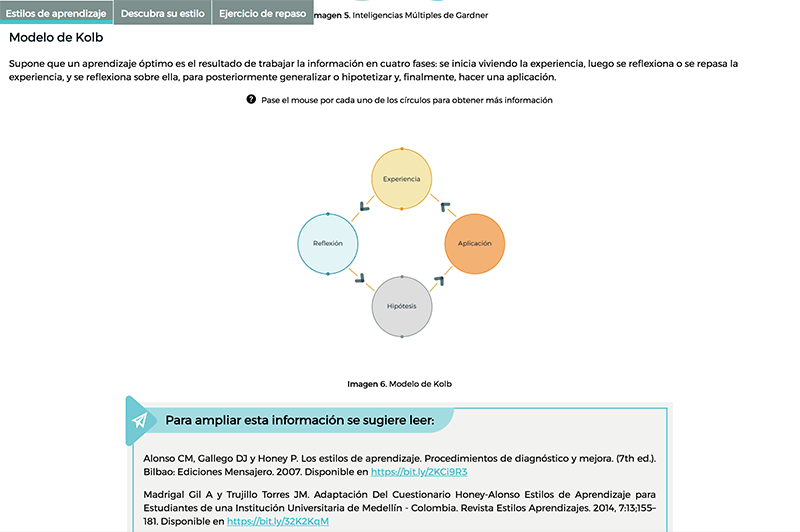 Estilos de aprendizaje
Descubra su estilo
Ejercicio de repaso
magen 5. Inteligencias Múltiples de Gardner
Modelo de Kolb
Supone que un aprendizaje óptimo es el resultado de trabajar la información en cuatro fases: se inicia viviendo la experiencia, luego se reflexiona o se repasa la
experiencia, y se reflexiona sobre ella, para posteriormente generalizar o hipotetizar y, finalmente, hacer una aplicación.
? Pase el mouse por cada uno de los círculos para obtener más información
Experiencia
Reflexión
Aplicación
Hipótesis
Imagen 6. Modelo de Kolb
Para ampliar esta información se sugiere leer:
Alonso CM, Gallego DJ y Honey P. Los estilos de aprendizaje. Procedimientos de diagnóstico y mejora. (7th ed.).
Bilbao: Ediciones Mensajero. 2007. Disponible en https://bit.ly/2KCi9R3
Madrigal Gil A y Trujillo Torres JM. Adaptación Del Cuestionario Honey-Alonso Estilos de Aprendizaje para
Estudiantes de una Institución Universitaria de Medellín - Colombia. Revista Estilos Aprendizajes. 2014, 7:13;155–
181. Disponible en https://bit.ly/32K2KqM